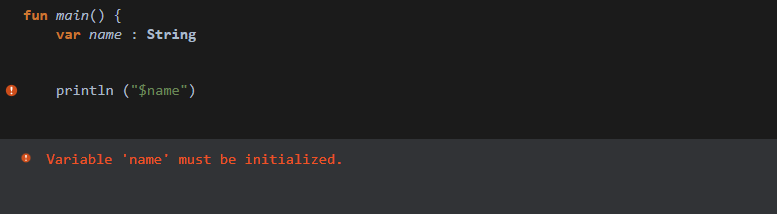 fun main() {
    var name : String
    println ("$name")
Variable 'name' must be initialized.